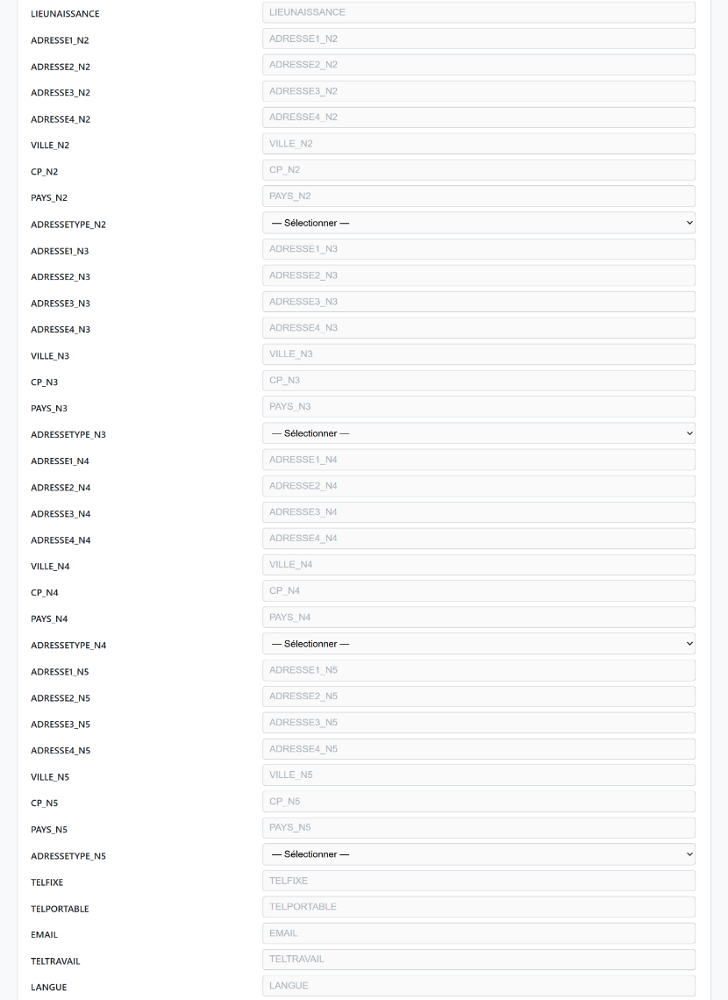 LIEUNAISSANCE LIEUNAISSANCE
ADRESSE1_N2 ADRESSE1_N2
ADRESSE2_N2 ADRESSE2_N2
ADRESSE3_N2 ADRESSE3_N2
ADRESSE4_N2 ADRESSE4_N2
VILLE_N2 VILLE_N2
CP_N2 CP_N2
PAYS_N2 PAYS_N2
ADRESSETYPE_N2 — Sélectionner —
ADRESSE1_N3 ADRESSE1_N3
ADRESSE2_N3 ADRESSE2_N3
ADRESSE3_N3 ADRESSE3_N3
ADRESSE4_N3 ADRESSE4_N3
VILLE_N3 VILLE_N3
CP_N3 CP_N3
PAYS_N3 PAYS_N3
ADRESSETYPE_N3 — Sélectionner —
ADRESSE1_N4 ADRESSE1_N4
ADRESSE2_N4 ADRESSE2_N4
ADRESSE3_N4 ADRESSE3_N4
ADRESSE4_N4 ADRESSE4_N4
VILLE_N4 VILLE_N4
CP_N4 CP_N4
PAYS_N4 PAYS_N4
ADRESSETYPE_N4 — Sélectionner —
ADRESSE1_N5 ADRESSE1_N5
ADRESSE2_N5 ADRESSE2_N5
ADRESSE3_N5 ADRESSE3_N5
ADRESSE4_N5 ADRESSE4_N5
VILLE_N5 VILLE_N5
CP_N5 CP_N5
PAYS_N5 PAYS_N5
ADRESSETYPE_N5 — Sélectionner —
TELFIXE TELFIXE
TELPORTABLE TELPORTABLE
EMAIL EMAIL
TELTRAVAIL TELTRAVAIL
LANGUE LANGUE